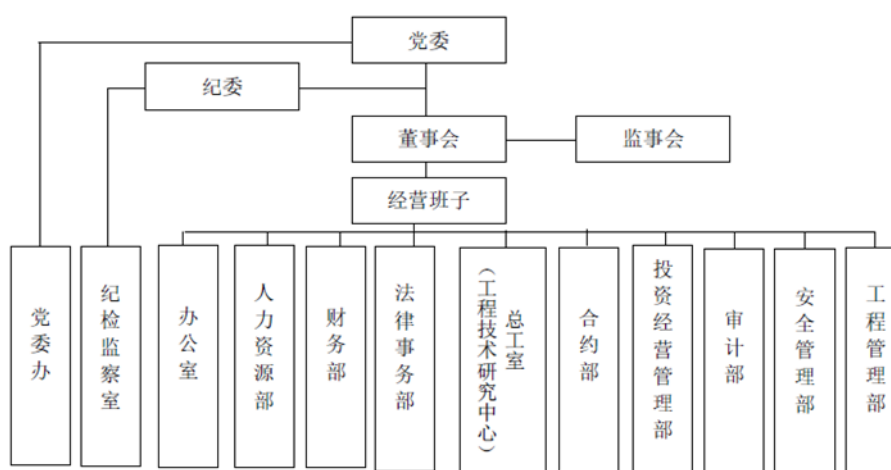 党委
纪委
董事会
监事会
经营班子
党委办
纪检监察室
办公室
人力资源部
财务部
法律事务部
总工室
（工程技术研究中心）
合约部
投资经营管理部
审计部
安全管理部
工程管理部